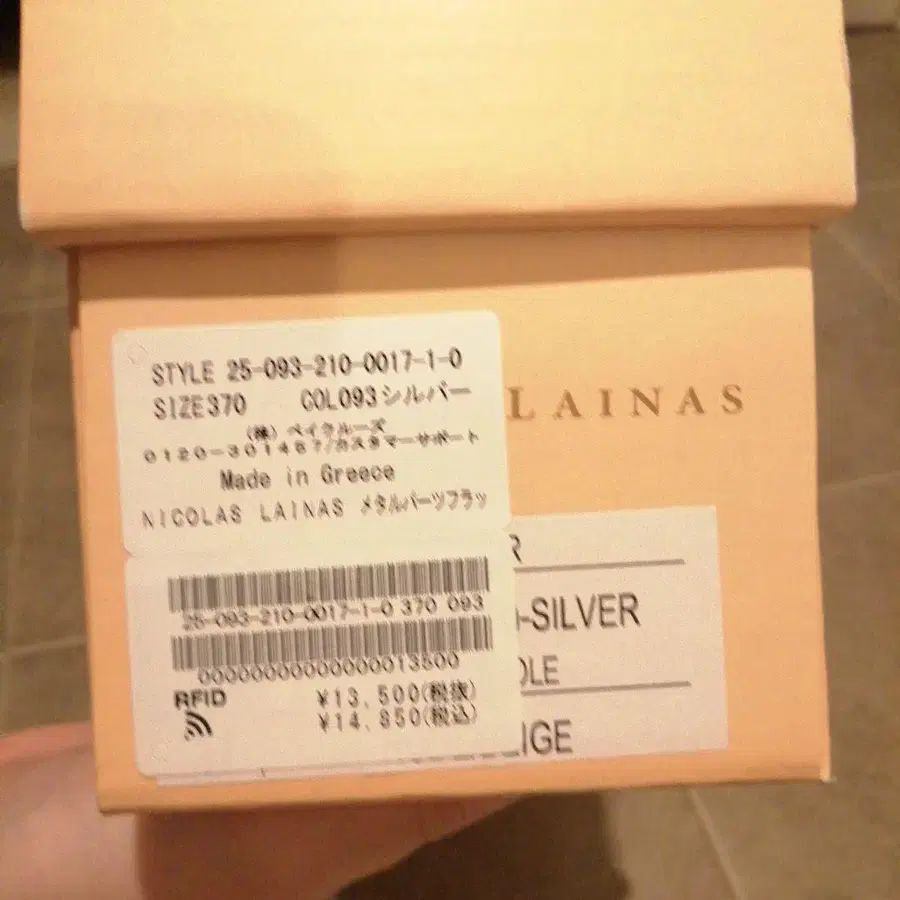 STYLE 25-093-210-0017-1-0
SIZE370 COL093シルバー
(株) ベイクルーズ
0120-301457/カスタマーサポート
Made in Greece
NICOLAS LAINAS メタルパーツフラッ
25-093-210-0017-1-0 370 093
00000000000000013500
RFID
¥13,500(税抜)
¥14,850(税込)
LAINAS
R
-SILVER
OLE
IGE